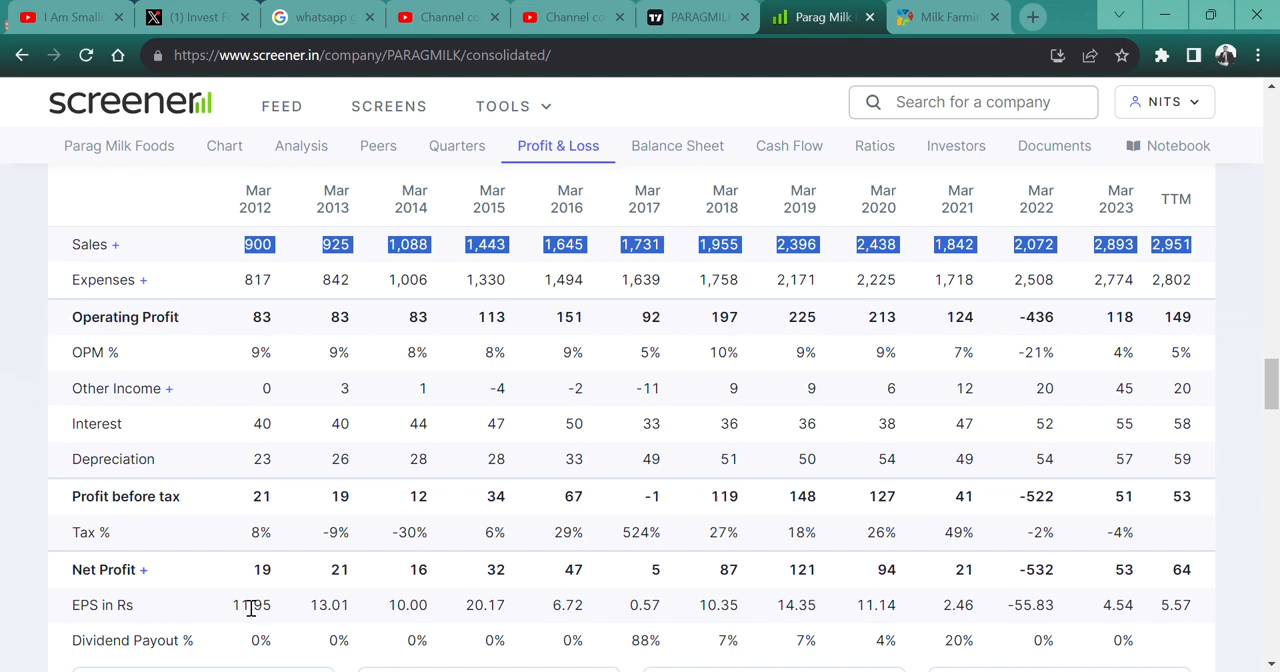 I Am Small
(1) Invest F
whatsapp g
Channel co
Channel co
PARAGMIL
Parag Milk
Milk Farmin
https://www.screener.in/company/PARAGMILK/consolidated/
screener
FEED
SCREENS
TOOLS
Search for a company
NITS
Parag Milk Foods
Chart
Analysis
Peers
Quarters
Profit & Loss
Balance Sheet
Cash Flow
Ratios
Investors
Documents
Notebook
Mar 2012 Mar 2013 Mar 2014 Mar 2015 Mar 2016 Mar 2017 Mar 2018 Mar 2019 Mar 2020 Mar 2021 Mar 2022 Mar 2023 TTM
Sales + 900 925 1,088 1,443 1,645 1,731 1,955 2,396 2,438 1,842 2,072 2,893 2,951
Expenses + 817 842 1,006 1,330 1,494 1,639 1,758 2,171 2,225 1,718 2,508 2,774 2,802
Operating Profit 83 83 83 113 151 92 197 225 213 124 -436 118 149
OPM % 9% 9% 8% 8% 9% 5% 10% 9% 9% 7% -21% 4% 5%
Other Income + 0 3 1 -4 -2 -11 9 9 6 12 20 45 20
Interest 40 40 44 47 50 33 36 36 38 47 52 55 58
Depreciation 23 26 28 28 33 49 51 50 54 49 54 57 59
Profit before tax 21 19 12 34 67 -1 119 148 127 41 -522 51 53
Tax % 8% -9% -30% 6% 29% 524% 27% 18% 26% 49% -2% -4%
Net Profit + 19 21 16 32 47 5 87 121 94 21 -532 53 64
EPS in Rs 11.95 13.01 10.00 20.17 6.72 0.57 10.35 14.35 11.14 2.46 -55.83 4.54 5.57
Dividend Payout % 0% 0% 0% 0% 0% 88% 7% 7% 4% 20% 0% 0%